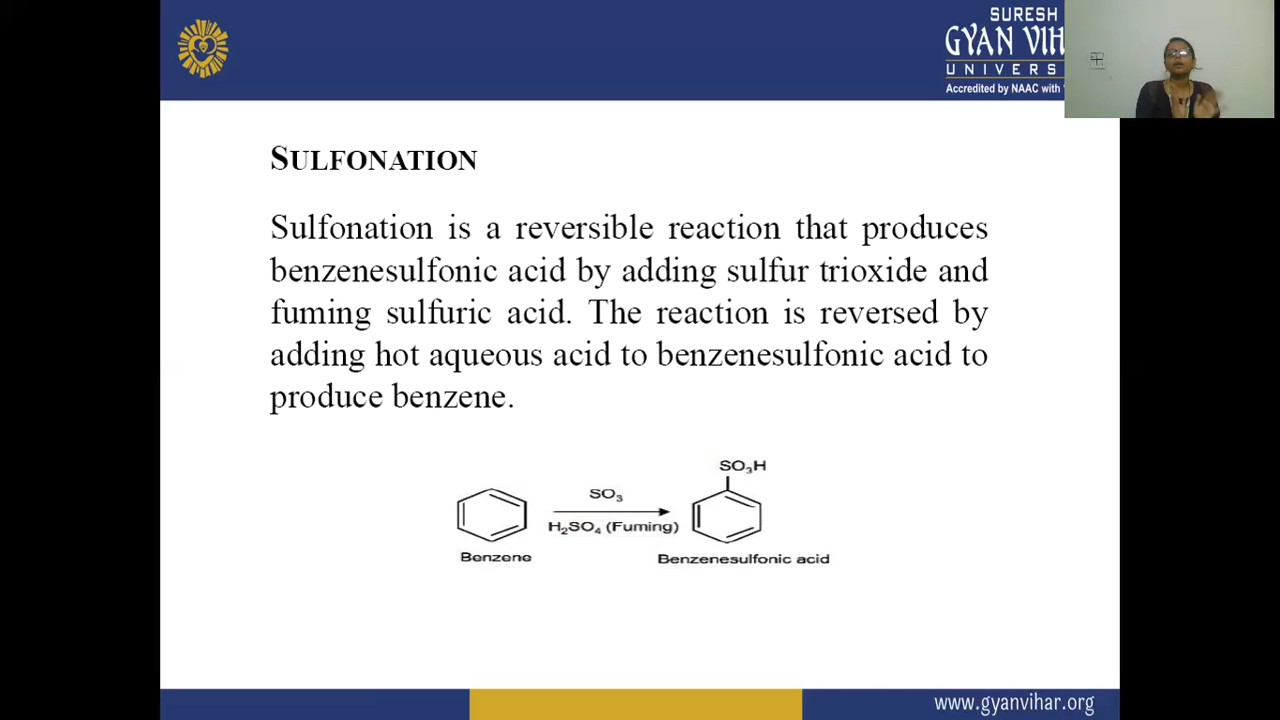 SURESH
GYAN VIH
UNIVERS
Accredited by NAAC with
SULFONATION
Sulfonation is a reversible reaction that produces
benzenesulfonic acid by adding sulfur trioxide and
fuming sulfuric acid. The reaction is reversed by
adding hot aqueous acid to benzenesulfonic acid to
produce benzene.
SO₃H
SO₃
H₂SO₄ (Fuming)
Benzene
Benzenesulfonic acid
www.gyanvihar.org